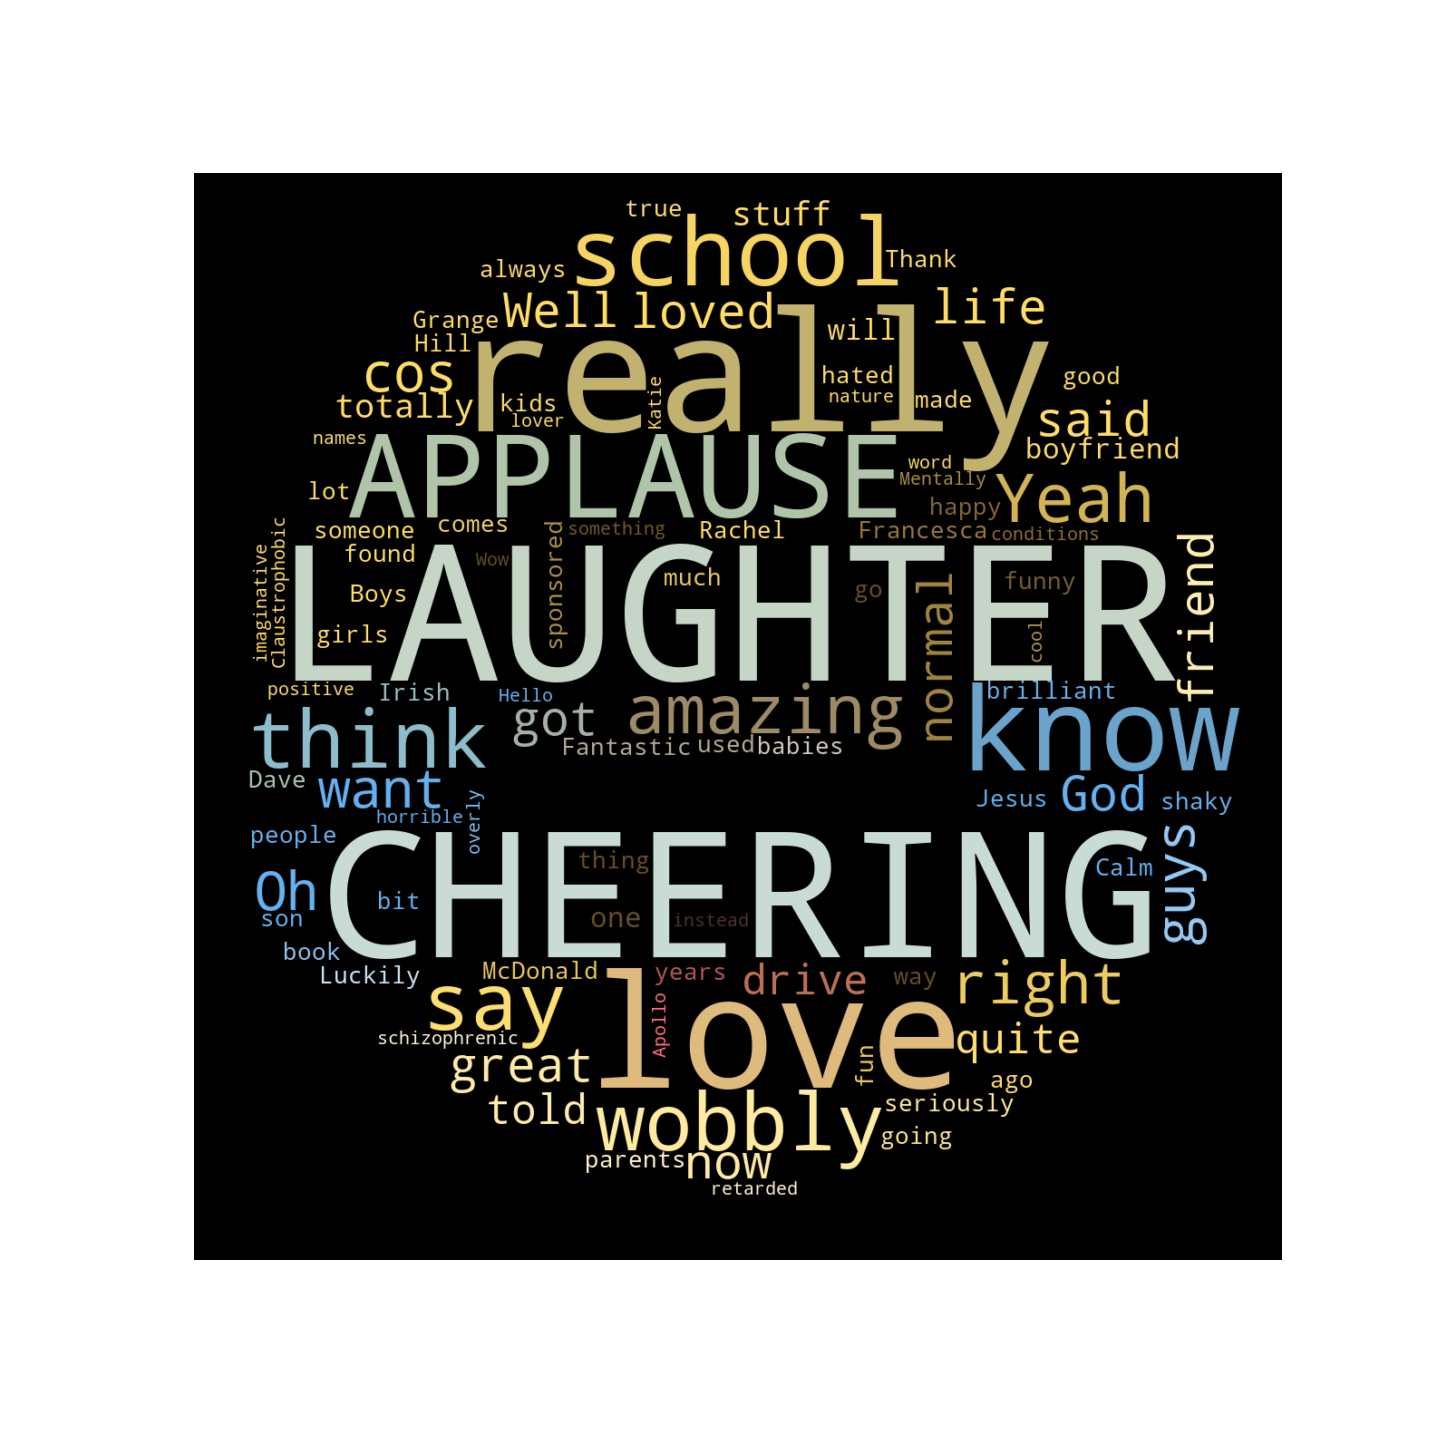 true
stuff
school
Thank
always
Well
loved
life
Grange
will
Hill
really
cos
hated
good
nature
totally
kids
lover
Katie
made
said
names
APPLAUSE
boyfriend
word
Mentally
lot
happy
Yeah
someone
comes
something
Rachel
Francesca
conditions
found
Wow
sponsored
imaginative
Claustrophobic
LAUGHTER
much
funny
go
Boys
girls
normal
cool
friend
positive
Irish
Hello
brilliant
think
got
amazing
know
Fantastic
used
babies
Dave
want
Jesus
God
shaky
horrible
overly
people
CHEERING
thing
Calm
guys
Oh
bit
son
one
instead
book
Luckily
McDonald
years
drive
way
right
say
love
Apollo
schizophrenic
quite
great
fun
ago
told
wobbly
seriously
going
parents
now
retarded